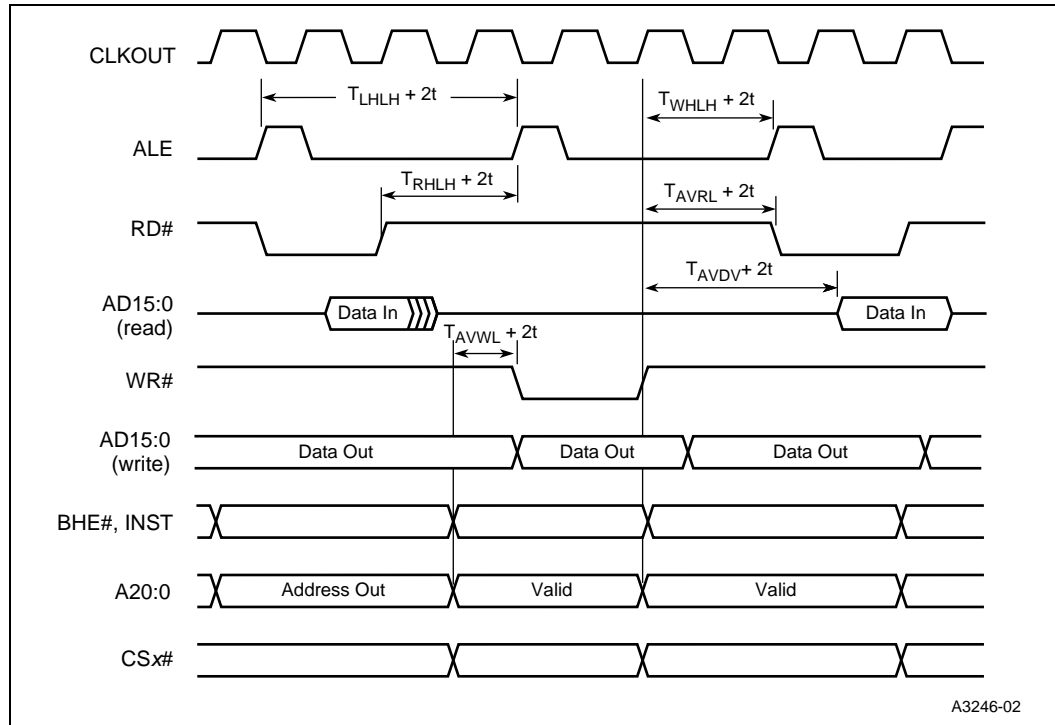 CLKOUT
T_LHLH + 2t
T_WHLH + 2t
ALE
T_RHLH + 2t
T_AVRL + 2t
RD#
T_AVDV+ 2t
AD15:0
(read)
Data In
Data In
T_AVWL + 2t
WR#
AD15:0
(write)
Data Out
Data Out
Data Out
BHE#, INST
A20:0
Address Out
Valid
Valid
CSx#
A3246-02